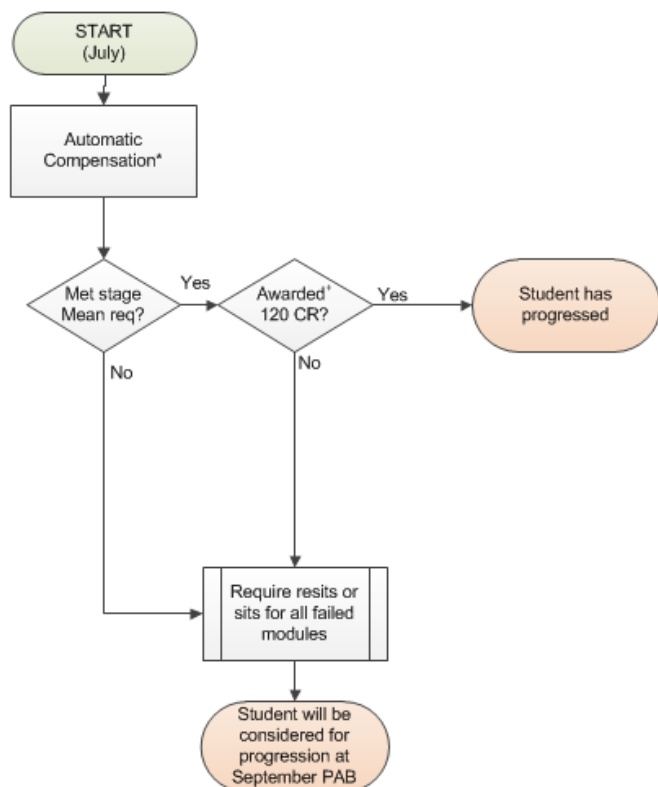 START
(July)
Automatic
Compensation*
Met stage
Mean req?
Yes
Awarded⁺
120 CR?
Yes
Student has
progressed
No
No
Require resits or
sits for all failed
modules
Student will be
considered for
progression at
September PAB